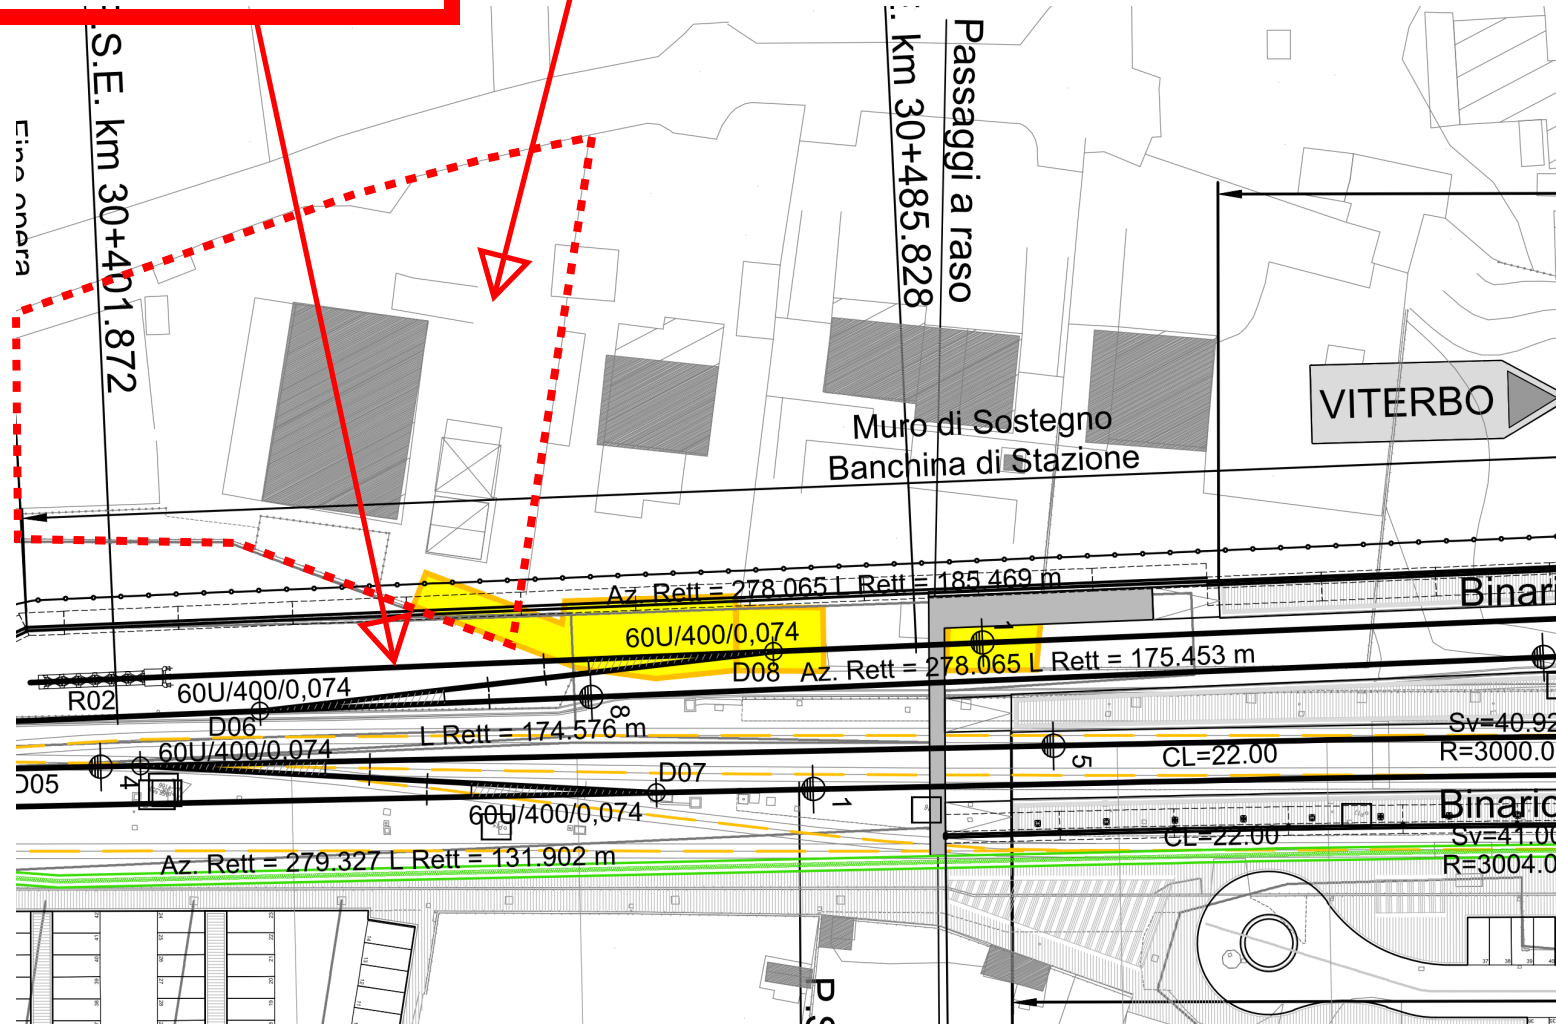 .S.E. km 30+401.872
Fine opera
km 30+485.828
Passaggi a raso
VITERBO
Muro di Sostegno
Banchina di Stazione
Az. Rett = 278.065 L Rett = 185.469 m
Binari
60U/400/0,074
1
D08 Az. Rett = 278.065 L Rett = 175.453 m
R02
60U/400/0,074
D06
8
L Rett = 174.576 m
Sv=40.92
60U/400/0,074
CL=22.00
R=3000.0
5
D05
4
D07
1
60U/400/0,074
Binario
CL=22.00
Sv=41.00
Az. Rett = 279.327 L Rett = 131.902 m
R=3004.0
P.S